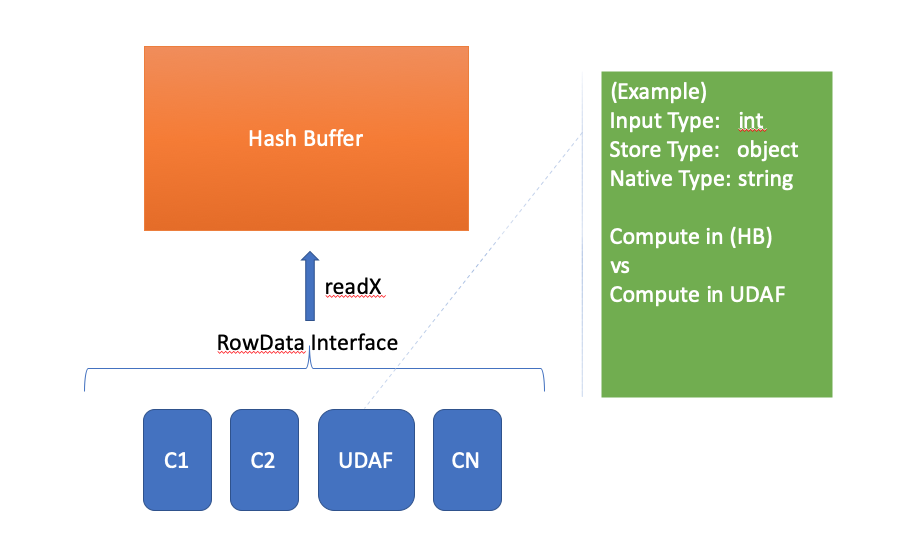 Hash Buffer
(Example)
Input Type: int
Store Type: object
Native Type: string
Compute in (HB)
vs
Compute in UDAF
readX
RowData Interface
C1
C2
UDAF
CN